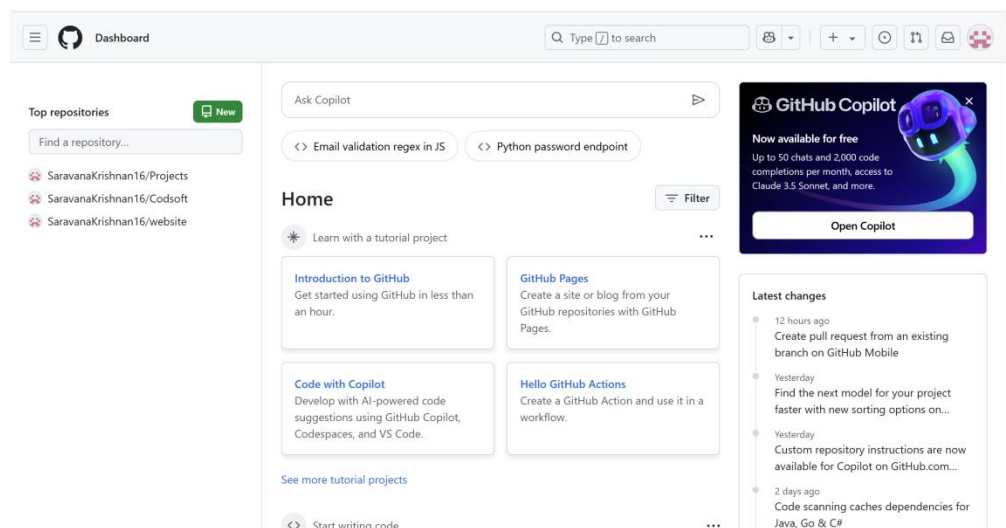 Dashboard
Type / to search
Top repositories
New
Find a repository...
SaravanaKrishnan16/Projects
SaravanaKrishnan16/Codsoft
SaravanaKrishnan16/website
Ask Copilot
<> Email validation regex in JS
<> Python password endpoint
Home
Filter
Learn with a tutorial project
Introduction to GitHub
Get started using GitHub in less than
an hour.
GitHub Pages
Create a site or blog from your
GitHub repositories with GitHub
Pages.
Code with Copilot
Develop with AI-powered code
suggestions using GitHub Copilot,
Codespaces, and VS Code.
Hello GitHub Actions
Create a GitHub Action and use it in a
workflow.
See more tutorial projects
<> Start writing code
GitHub Copilot
Now available for free
Up to 50 chats and 2,000 code
completions per month, access to
Claude 3.5 Sonnet, and more.
Open Copilot
Latest changes
12 hours ago
Create pull request from an existing
branch on GitHub Mobile
Yesterday
Find the next model for your project
faster with new sorting options on...
Yesterday
Custom repository instructions are now
available for Copilot on GitHub.com...
2 days ago
Code scanning caches dependencies for
Java, Go & C#